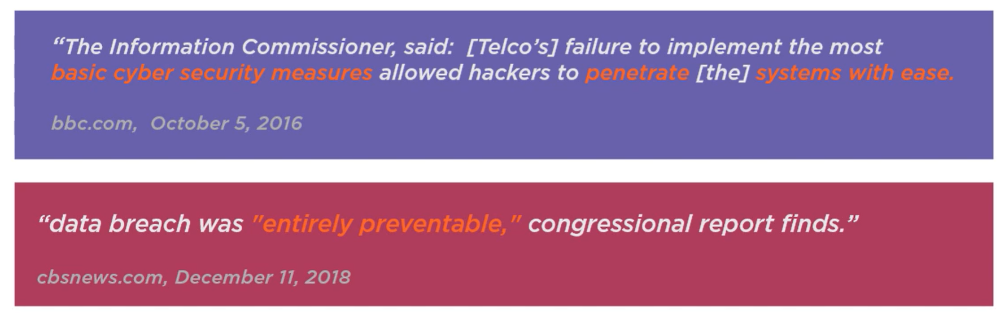 “The Information Commissioner, said:  [Telco’s] failure to implement the most
basic cyber security measures allowed hackers to penetrate [the] systems with ease.
bbc.com,  October 5, 2016
“data breach was "entirely preventable," congressional report finds.”
cbsnews.com, December 11, 2018